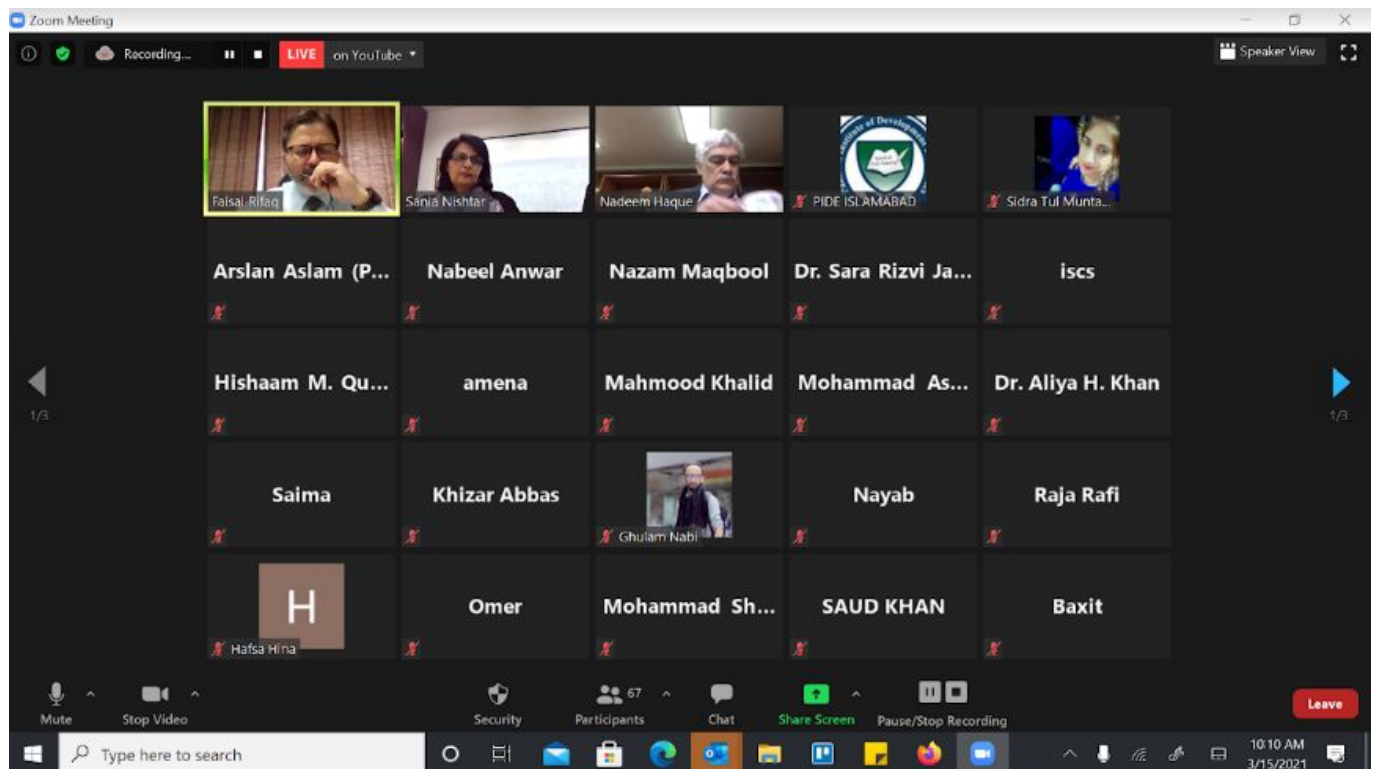 Zoom Meeting
Recording...
LIVE on YouTube
Speaker View
Faisal Rifaq
Sania Nishtar
Nadeem Haque
PIDE ISLAMABAD
Sidra Tul Munta...
Arslan Aslam (P...
Nabeel Anwar
Nazam Maqbool
Dr. Sara Rizvi Ja...
iscs
Hishaam M. Qu...
amena
Mahmood Khalid
Mohammad As...
Dr. Aliya H. Khan
1/3
1/3
Saima
Khizar Abbas
Ghulam Nabi
Nayab
Raja Rafi
H
Hafsa Hina
Omer
Mohammad Sh...
SAUD KHAN
Baxit
Mute
Stop Video
Security
67
Participants
Chat
Share Screen
Pause/Stop Recording
Leave
Type here to search
10:10 AM
3/15/2021